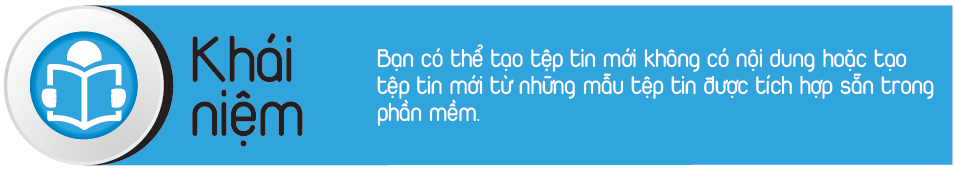 Khái
niệm
Bạn có thể tạo tệp tin mới không có nội dung hoặc tạo
tệp tin mới từ những mẫu tệp tin được tích hợp sẵn trong
phần mềm.